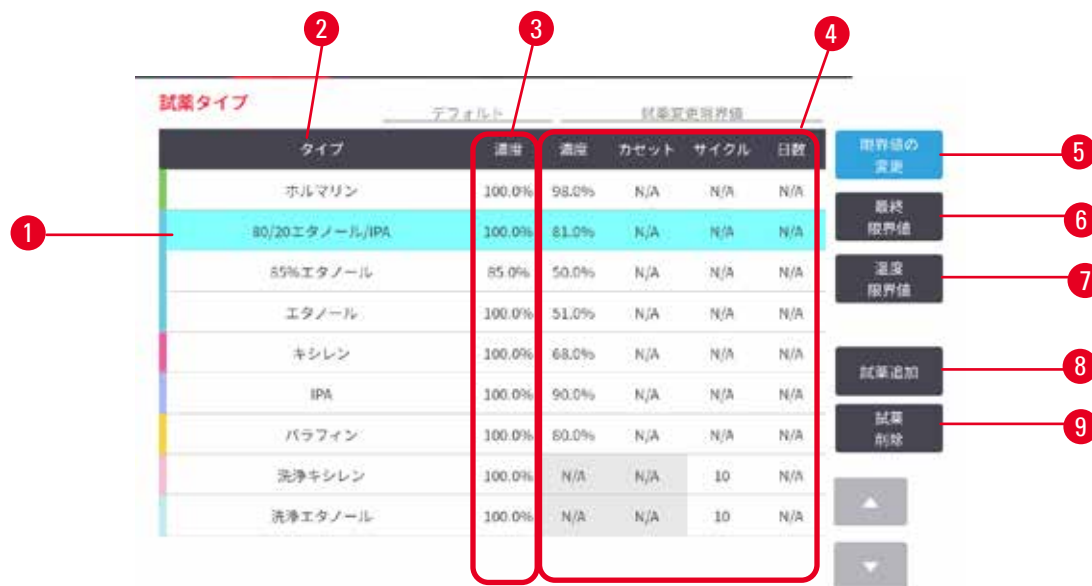 2
3
4
試薬タイプ
デフォルト 試薬変更限界値
タイプ 濃度 濃度 カセット サイクル 日数
限界値の
変更
5
ホルマリン 100.0% 98.0% N/A N/A N/A
最終
限界値
6
1
80/20エタノール/IPA 100.0% 81.0% N/A N/A N/A
85%エタノール 85.0% 50.0% N/A N/A N/A
温度
限界値
7
エタノール 100.0% 51.0% N/A N/A N/A
キシレン 100.0% 68.0% N/A N/A N/A
試薬追加
8
IPA 100.0% 90.0% N/A N/A N/A
試薬
削除
9
パラフィン 100.0% 80.0% N/A N/A N/A
洗浄キシレン 100.0% N/A N/A 10 N/A
洗浄エタノール 100.0% N/A N/A 10 N/A